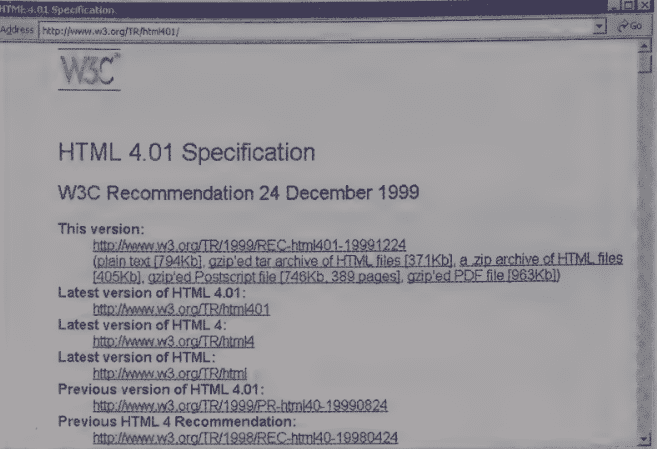 HTML 4.01 Specification
Address http://www.w3.org/TR/html401/ Go
W3C
HTML 4.01 Specification
W3C Recommendation 24 December 1999
This version:
http://www.w3.org/TR/1999/REC-html401-19991224
(plain text [794Kb], gzip'ed tar archive of HTML files [371Kb], a .zip archive of HTML files
[405Kb], gzip'ed Postscript file [746Kb, 389 pages], gzip'ed PDF file [963Kb])
Latest version of HTML 4.01:
http://www.w3.org/TR/html401
Latest version of HTML 4:
http://www.w3.org/TR/html4
Latest version of HTML:
http://www.w3.org/TR/html
Previous version of HTML 4.01:
http://www.w3.org/TR/1999/PR-html40-19990824
Previous HTML 4 Recommendation:
http://www.w3.org/TR/1998/REC-html40-19980424